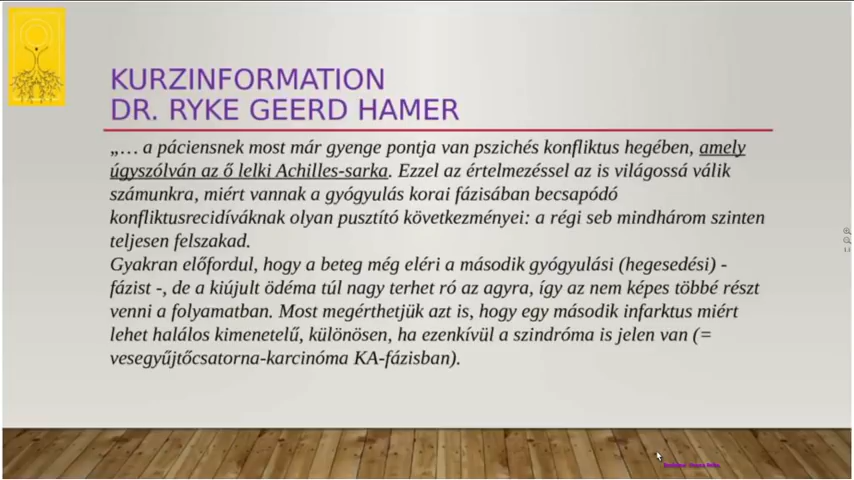 KURZINFORMATION
DR. RYKE GEERD HAMER
„… a páciensnek most már gyenge pontja van pszichés konfliktus hegében, amely
úgyszólván az ő lelki Achilles-sarka. Ezzel az értelmezéssel az is világossá válik
számunkra, miért vannak a gyógyulás korai fázisában becsapódó
konfliktusrecidíváknak olyan pusztító következményei: a régi seb mindhárom szinten
teljesen felszakad.
Gyakran előfordul, hogy a beteg még eléri a második gyógyulási (hegesedési) -
fázist -, de a kiújult ödéma túl nagy terhet ró az agyra, így az nem képes többé részt
venni a folyamatban. Most megérthetjük azt is, hogy egy második infarktus miért
lehet halálos kimenetelű, különösen, ha ezenkívül a szindróma is jelen van (=
vesegyűjtőcsatorna-karcinóma KA-fázisban).